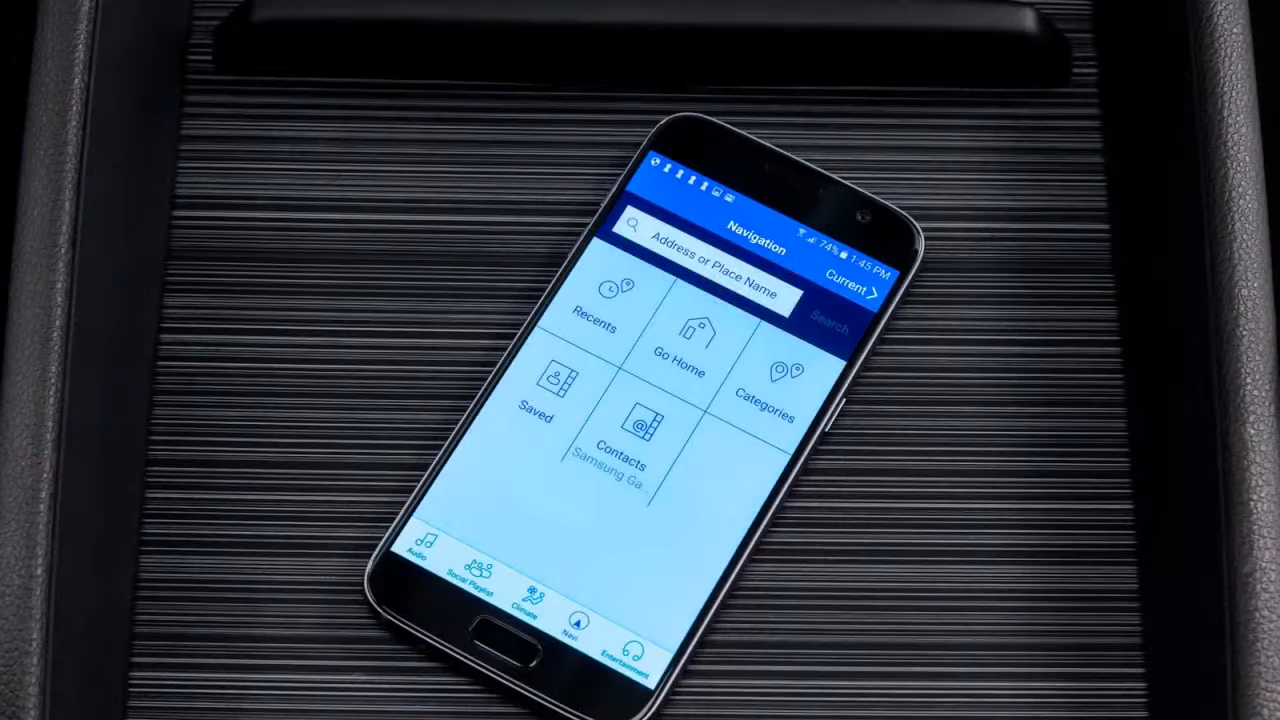 74% 1:45 PM
Navigation
Current
Address or Place Name
Search
Recents
Go Home
Categories
Saved
Contacts
Samsung Ga...
Audio
Social Playlist
Climate
Navi
Entertainment